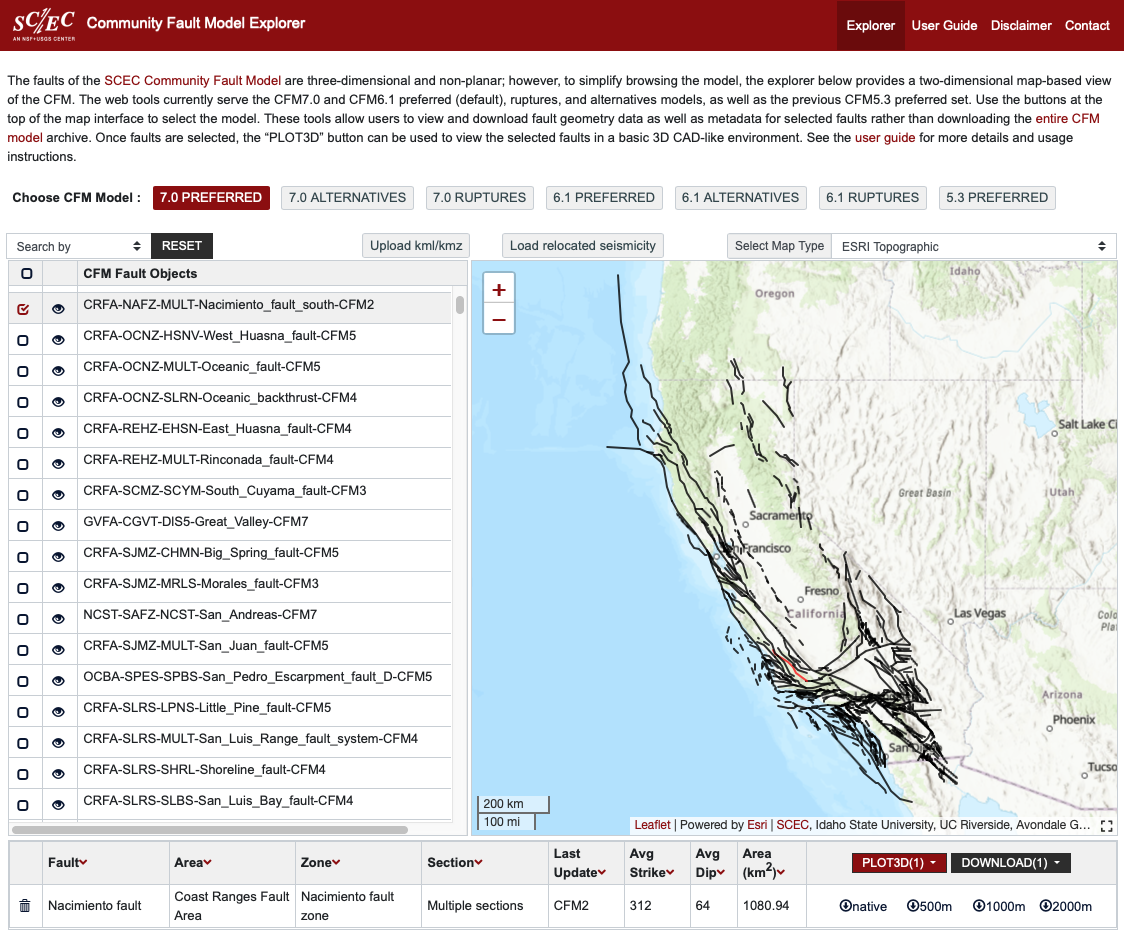 SC/EC
AN NSF+USGS CENTER
Community Fault Model Explorer
Explorer
User Guide
Disclaimer
Contact
The faults of the SCEC Community Fault Model are three-dimensional and non-planar; however, to simplify browsing the model, the explorer below provides a two-dimensional map-based view
of the CFM. The web tools currently serve the CFM7.0 and CFM6.1 preferred (default), ruptures, and alternatives models, as well as the previous CFM5.3 preferred set. Use the buttons at the
top of the map interface to select the model. These tools allow users to view and download fault geometry data as well as metadata for selected faults rather than downloading the entire CFM
model archive. Once faults are selected, the “PLOT3D” button can be used to view the selected faults in a basic 3D CAD-like environment. See the user guide for more details and usage
instructions.
Choose CFM Model :
7.0 PREFERRED
7.0 ALTERNATIVES
7.0 RUPTURES
6.1 PREFERRED
6.1 ALTERNATIVES
6.1 RUPTURES
5.3 PREFERRED
Search by
RESET
Upload kml/kmz
Load relocated seismicity
Select Map Type
ESRI Topographic
CFM Fault Objects
CRFA-NAFZ-MULT-Nacimiento_fault_south-CFM2
CRFA-OCNZ-HSNV-West_Huasna_fault-CFM5
CRFA-OCNZ-MULT-Oceanic_fault-CFM5
CRFA-OCNZ-SLRN-Oceanic_backthrust-CFM4
CRFA-REHZ-EHSN-East_Huasna_fault-CFM4
CRFA-REHZ-MULT-Rinconada_fault-CFM4
CRFA-SCMZ-SCYM-South_Cuyama_fault-CFM3
GVFA-CGVT-DIS5-Great_Valley-CFM7
CRFA-SJMZ-CHMN-Big_Spring_fault-CFM5
CRFA-SJMZ-MRLS-Morales_fault-CFM3
NCST-SAFZ-NCST-San_Andreas-CFM7
CRFA-SJMZ-MULT-San_Juan_fault-CFM5
OCBA-SPES-SPBS-San_Pedro_Escarpment_fault_D-CFM5
CRFA-SLRS-LPNS-Little_Pine_fault-CFM5
CRFA-SLRS-MULT-San_Luis_Range_fault_system-CFM4
CRFA-SLRS-SHRL-Shoreline_fault-CFM4
CRFA-SLRS-SLBS-San_Luis_Bay_fault-CFM4
+
−
Idaho
Oregon
Salt Lake Ci
Great Basin
Utah
Sacramento
Francisco
Fresno
California
Las Vegas
Colo
Pla
Arizona
Phoenix
San Diego
Tucso
200 km
100 mi
Leaflet | Powered by Esri | SCEC, Idaho State University, UC Riverside, Avondale G...
Fault
Area
Zone
Section
Last
Update
Avg
Strike
Avg
Dip
Area
(km2)
PLOT3D(1)
DOWNLOAD(1)
Nacimiento fault
Coast Ranges Fault
Area
Nacimiento fault
zone
Multiple sections
CFM2
312
64
1080.94
native
500m
1000m
2000m